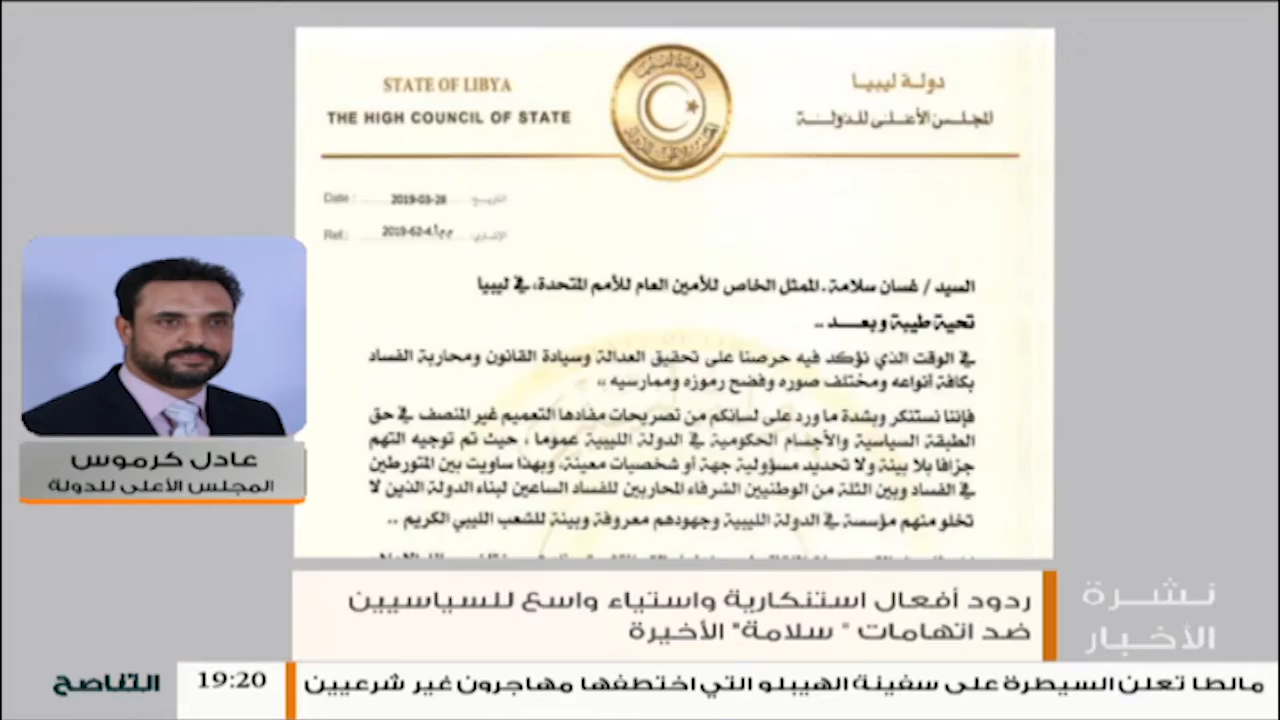 STATE OF LIBYA
THE HIGH COUNCIL OF STATE
دولة ليبيا
المجلس الأعلى للدولة
Date : 2019-03-28 التاريخ:
Ref.: 2019-62-4.م.م.أ الإشاري:
السيد / غسان سلامة . الممثل الخاص للأمين العام للأمم المتحدة، في ليبيا
تحية طيبة وبعد ..
في الوقت الذي نؤكد فيه حرصنا على تحقيق العدالة وسيادة القانون ومحاربة الفساد
بكافة أنواعه ومختلف صوره وفضح رموزه وممارسيه ،،
فإننا نستنكر وبشدة ما ورد على لسانكم من تصريحات مفادها التعميم غير المنصف في حق
الطبقة السياسية والأجسام الحكومية في الدولة الليبية عموما ، حيث تم توجيه التهم
جزافا بلا بينة ولا تحديد مسؤولية جهة أو شخصيات معينة، وبهذا ساويت بين المتورطين
في الفساد وبين الثلة من الوطنيين الشرفاء المحاربين للفساد الساعين لبناء الدولة الذين لا
تخلو منهم مؤسسة في الدولة الليبية وجهودهم معروفة وبينة للشعب الليبي الكريم ..
عادل كرموس
المجلس الأعلى للدولة
ردود أفعال استنكارية واستياء واسع للسياسيين
ضد اتهامات " سلامة" الأخيرة
نشرة
الأخبار
مالطا تعلن السيطرة على سفينة الهيبلو التي اختطفها مهاجرون غير شرعيين
19:20
التناصح